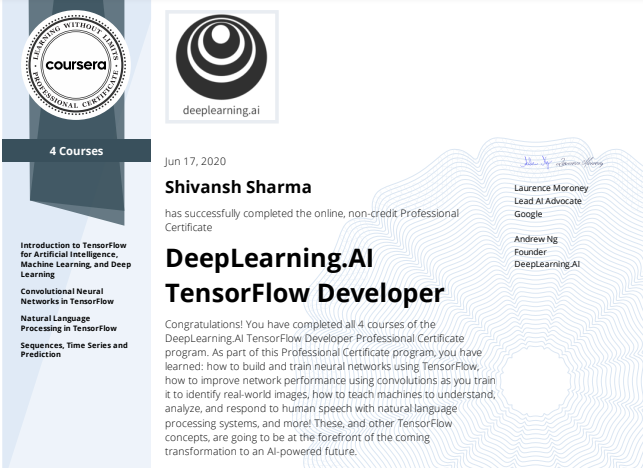 LEARNING WITHOUT LIMITS
coursera
PROFESSIONAL CERTIFICATE
4 Courses
Introduction to TensorFlow
for Artificial Intelligence,
Machine Learning, and Deep
Learning
Convolutional Neural
Networks in TensorFlow
Natural Language
Processing in TensorFlow
Sequences, Time Series and
Prediction
deeplearning.ai
Jun 17, 2020
Shivansh Sharma
has successfully completed the online, non-credit Professional
Certificate
DeepLearning.AI
TensorFlow Developer
Congratulations! You have completed all 4 courses of the
DeepLearning.AI TensorFlow Developer Professional Certificate
program. As part of this Professional Certificate program, you have
learned: how to build and train neural networks using TensorFlow,
how to improve network performance using convolutions as you train
it to identify real-world images, how to teach machines to understand,
analyze, and respond to human speech with natural language
processing systems, and more! These, and other TensorFlow
concepts, are going to be at the forefront of the coming
transformation to an AI-powered future.
Laurence Moroney
Lead AI Advocate
Google
Andrew Ng
Founder
DeepLearning.AI